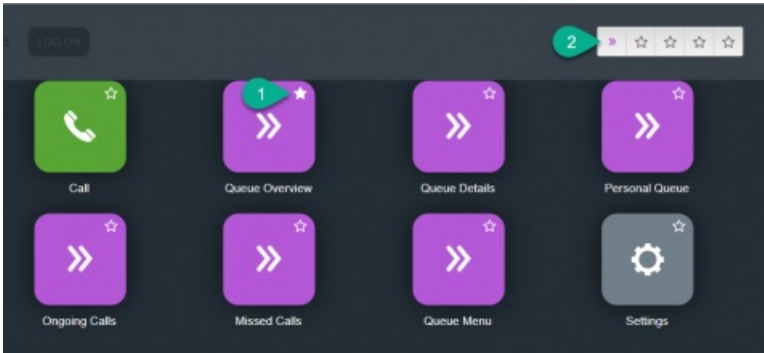 LOG ON
2
1
Call
Queue Overview
Queue Details
Personal Queue
Ongoing Calls
Missed Calls
Queue Menu
Settings